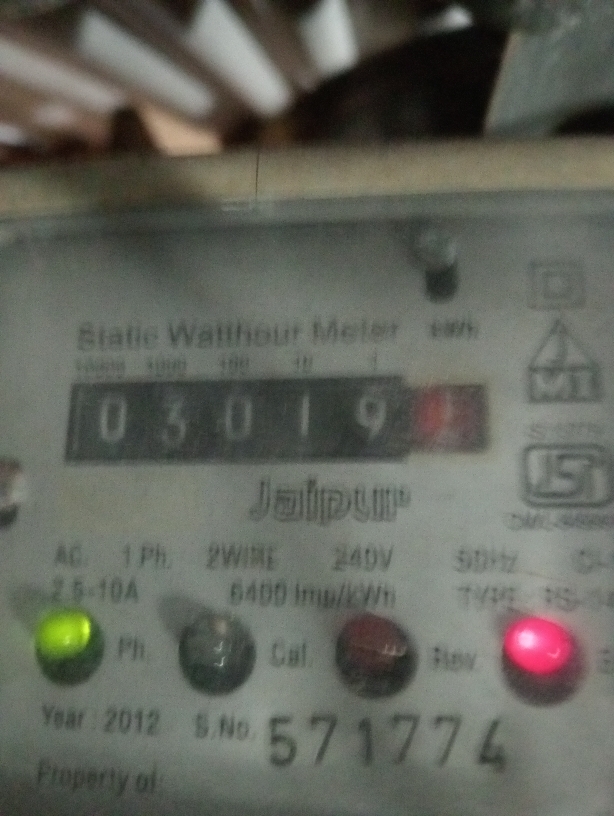 Static Watthour Meter kWh
10000 1000 100 10 1
0 3 0 1 9
Jaipur
AC. 1 Ph. 2WIRE 240V 50Hz
2.5-10A 6400 Imp/kWh TYPE
Ph. Cal. Rev.
Year : 2012 S.No. 571774
Property of